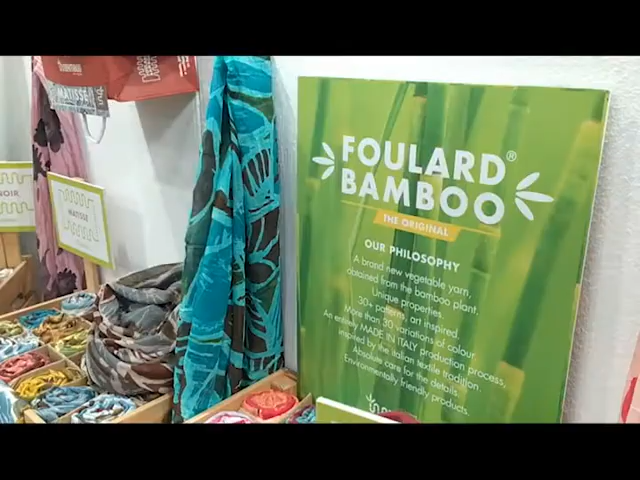 MATISSE
NOIR
MATISSE
FOULARD®
BAMBOO
THE ORIGINAL
OUR PHILOSOPHY
A brand new vegetable yarn,
obtained from the bamboo plant.
Unique properties.
30+ patterns, art inspired.
More than 30 variations of colour.
An entirely MADE IN ITALY production process,
inspired by the italian textile tradition.
Absolute care for the details.
Environmentally friendly products.